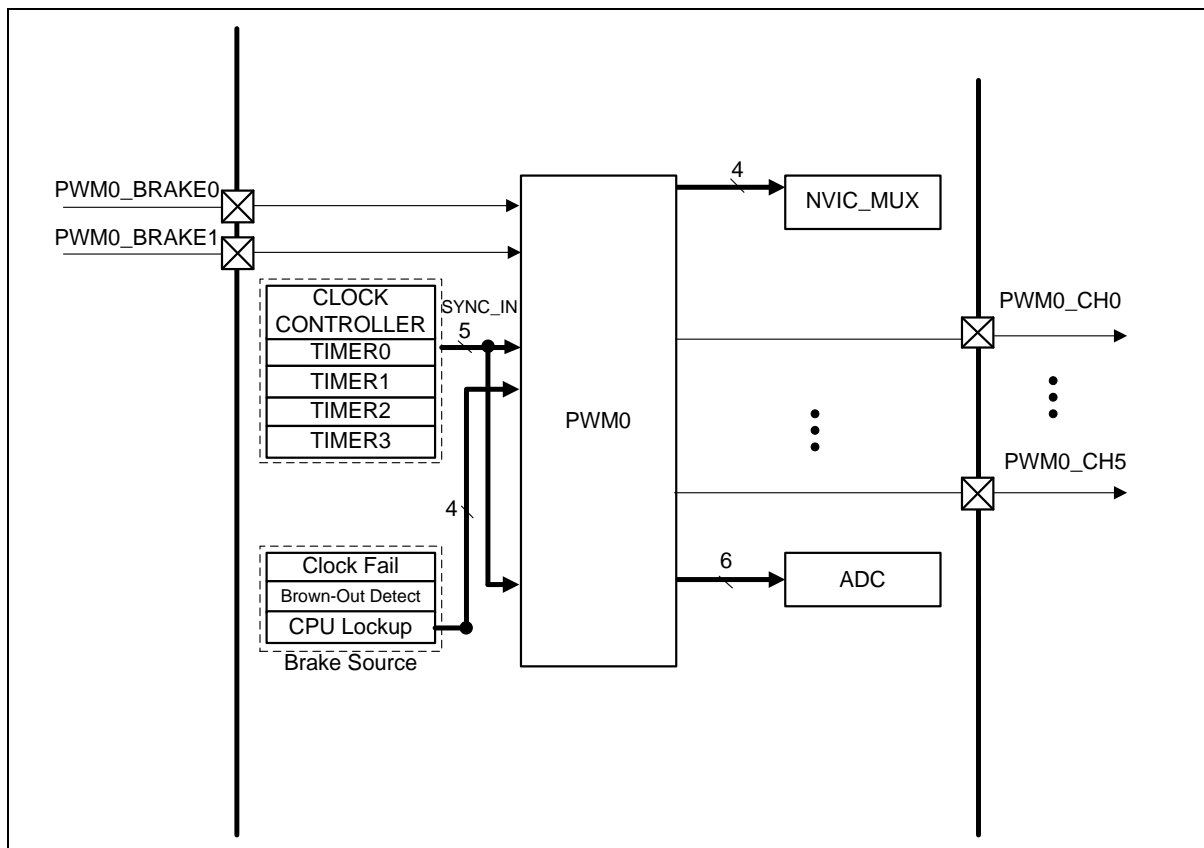 PWM0_BRAKE0
PWM0_BRAKE1
CLOCK
CONTROLLER
TIMER0
TIMER1
TIMER2
TIMER3
SYNC_IN
5
4
Clock Fail
Brown-Out Detect
CPU Lockup
Brake Source
PWM0
4
NVIC_MUX
PWM0_CH0
PWM0_CH5
6
ADC